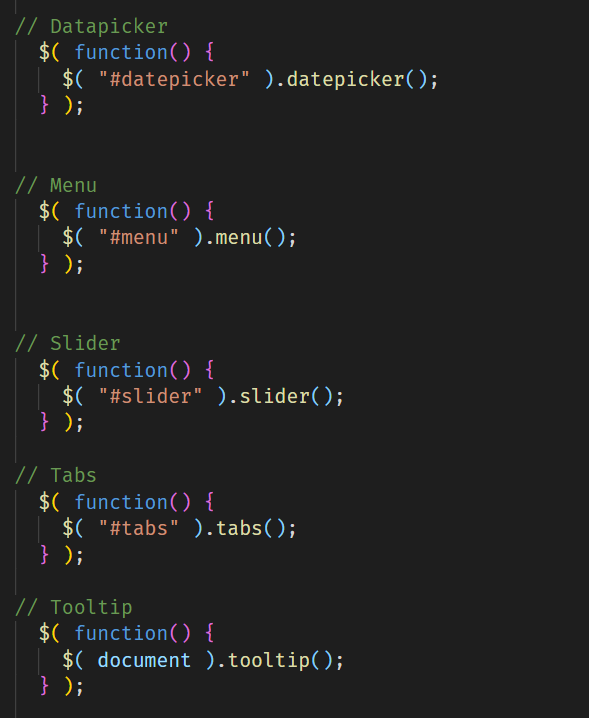 // Datapicker
$( function() {
$( "#datepicker" ).datepicker();
} );
// Menu
$( function() {
$( "#menu" ).menu();
} );
// Slider
$( function() {
$( "#slider" ).slider();
} );
// Tabs
$( function() {
$( "#tabs" ).tabs();
} );
// Tooltip
$( function() {
$( document ).tooltip();
} );